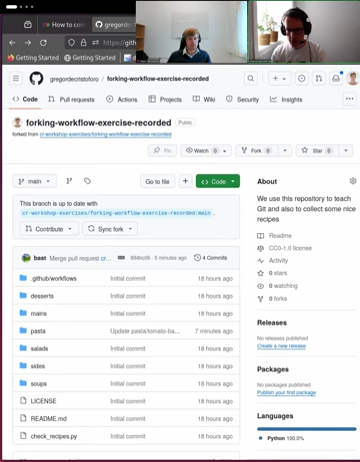 How to con
gregorde
https://gith
Getting Started
Getting Started
gregordecristoforo / forking-workflow-exercise-recorded
Code
Pull requests
Actions
Projects
Wiki
Security
Insights
forking-workflow-exercise-recorded
Public
forked from cr-workshop-exercises/forking-workflow-exercise-recorded
Pin
Watch 0
Fork 0
Star 0
main
Go to file
Code
This branch is up to date with
cr-workshop-exercises/forking-workflow-exercise-recorded:main .
Contribute
Sync fork
bast Merge pull request cr... 894bc06 · 5 minutes ago 4 Commits
.github/workflows Initial commit 18 hours ago
desserts Initial commit 18 hours ago
mains Initial commit 18 hours ago
pasta Update pasta/tomato-ba... 7 minutes ago
salads Initial commit 18 hours ago
sides Initial commit 18 hours ago
soups Initial commit 18 hours ago
LICENSE Initial commit 18 hours ago
README.md Initial commit 18 hours ago
check_recipes.py Initial commit 18 hours ago
About
We use this repository to teach
Git and also to collect some nice
recipes
Readme
CC0-1.0 license
Activity
0 stars
0 watching
0 forks
Releases
No releases published
Create a new release
Packages
No packages published
Publish your first package
Languages
Python 100.0%